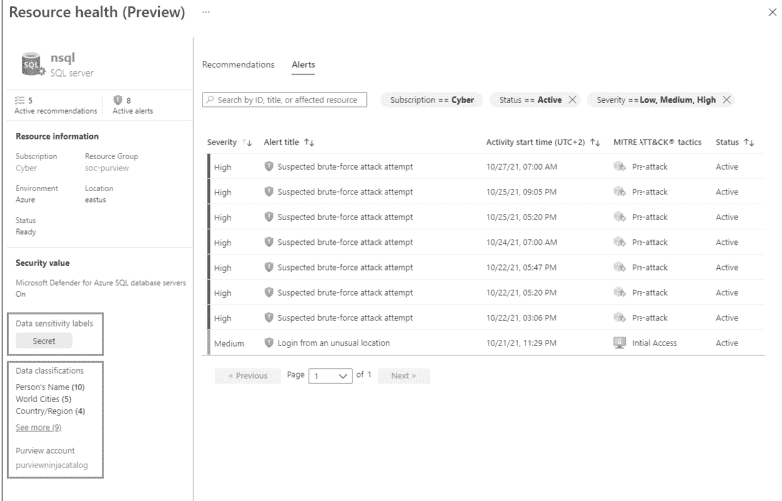 Resource health (Preview) ...
nsql
SQL server
5
Active recommendations
8
Active alerts
Resource information
Subscription
Cyber
Resource Group
soc-purview
Environment
Azure
Location
eastus
Status
Ready
Security value
Microsoft Defender for Azure SQL database servers
On
Data sensitivity labels
Secret
Data classifications
Person's Name (10)
World Cities (5)
Country/Region (4)
See more (9)
Purview account
purviewninjacatalog
Recommendations Alerts
Search by ID, title, or affected resource Subscription == Cyber Status == Active Severity ==Low, Medium, High
Severity Alert title Activity start time (UTC+2) MITRE ATT&CK® tactics Status
High Suspected brute-force attack attempt 10/27/21, 07:00 AM Pre-attack Active
High Suspected brute-force attack attempt 10/25/21, 09:05 PM Pre-attack Active
High Suspected brute-force attack attempt 10/25/21, 05:20 PM Pre-attack Active
High Suspected brute-force attack attempt 10/24/21, 07:00 AM Pre-attack Active
High Suspected brute-force attack attempt 10/22/21, 05:47 PM Pre-attack Active
High Suspected brute-force attack attempt 10/22/21, 05:20 PM Pre-attack Active
High Suspected brute-force attack attempt 10/22/21, 03:06 PM Pre-attack Active
Medium Login from an unusual location 10/21/21, 11:29 PM Intial Access Active
< Previous Page 1 of 1 Next >